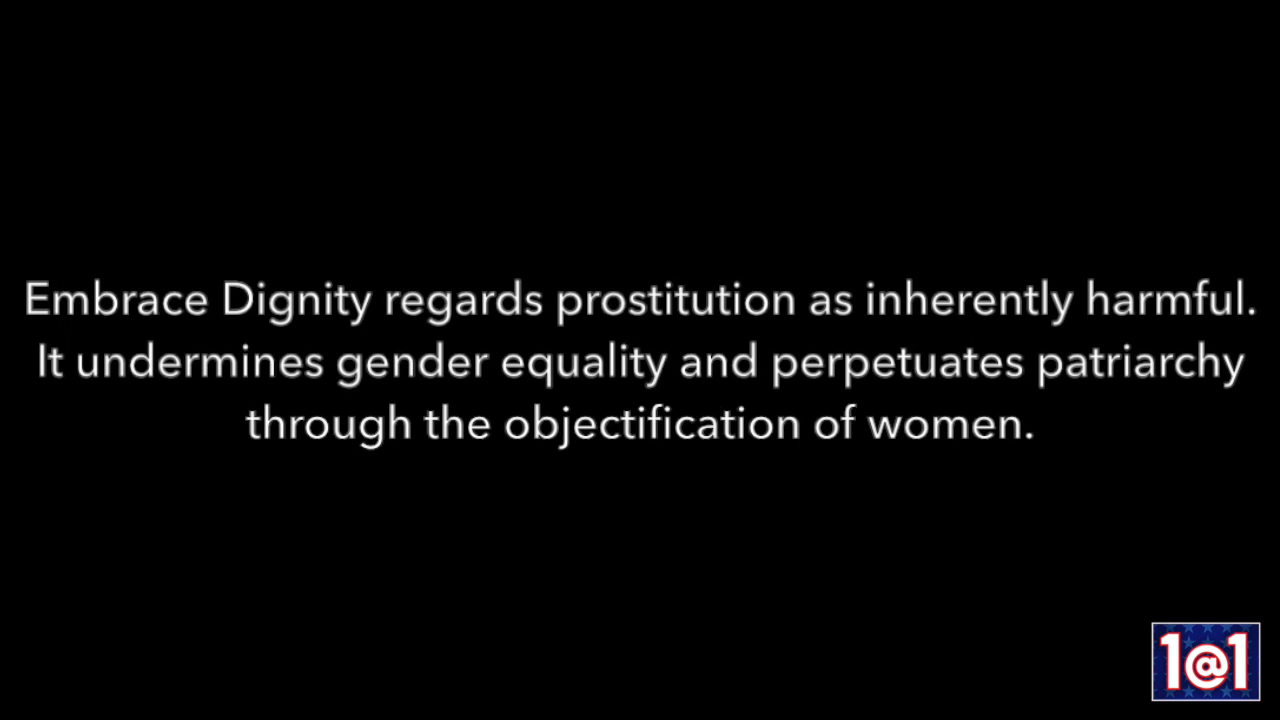 Embrace Dignity regards prostitution as inherently harmful.
It undermines gender equality and perpetuates patriarchy
through the objectification of women.
1@1